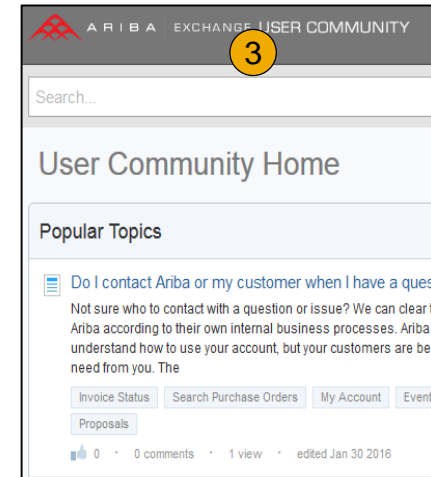 ARIBA EXCHANGE USER COMMUNITY
3
Search...
User Community Home
Popular Topics
Do I contact Ariba or my customer when I have a ques
Not sure who to contact with a question or issue? We can clear
Ariba according to their own internal business processes. Ariba
understand how to use your account, but your customers are be
need from you. The
Invoice Status Search Purchase Orders My Account Event
Proposals
0 · 0 comments · 1 view · edited Jan 30 2016